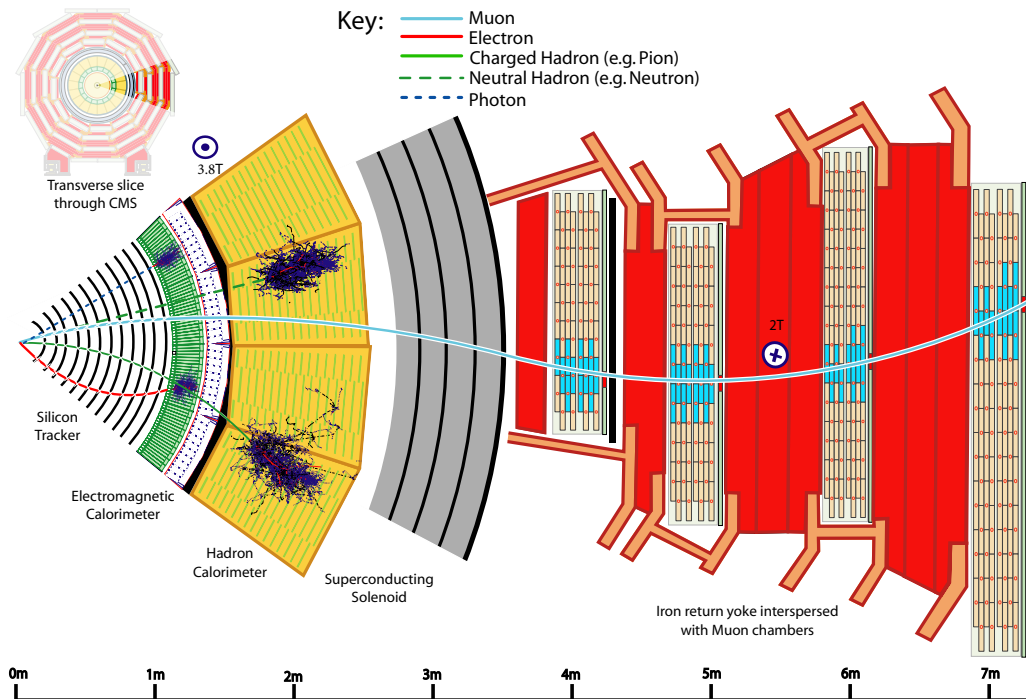 Key:
Muon
Electron
Charged Hadron (e.g. Pion)
Neutral Hadron (e.g. Neutron)
Photon
Transverse slice
through CMS
3.8T
2T
Silicon
Tracker
Electromagnetic
Calorimeter
Hadron
Calorimeter
Superconducting
Solenoid
Iron return yoke interspersed
with Muon chambers
0m 1m 2m 3m 4m 5m 6m 7m